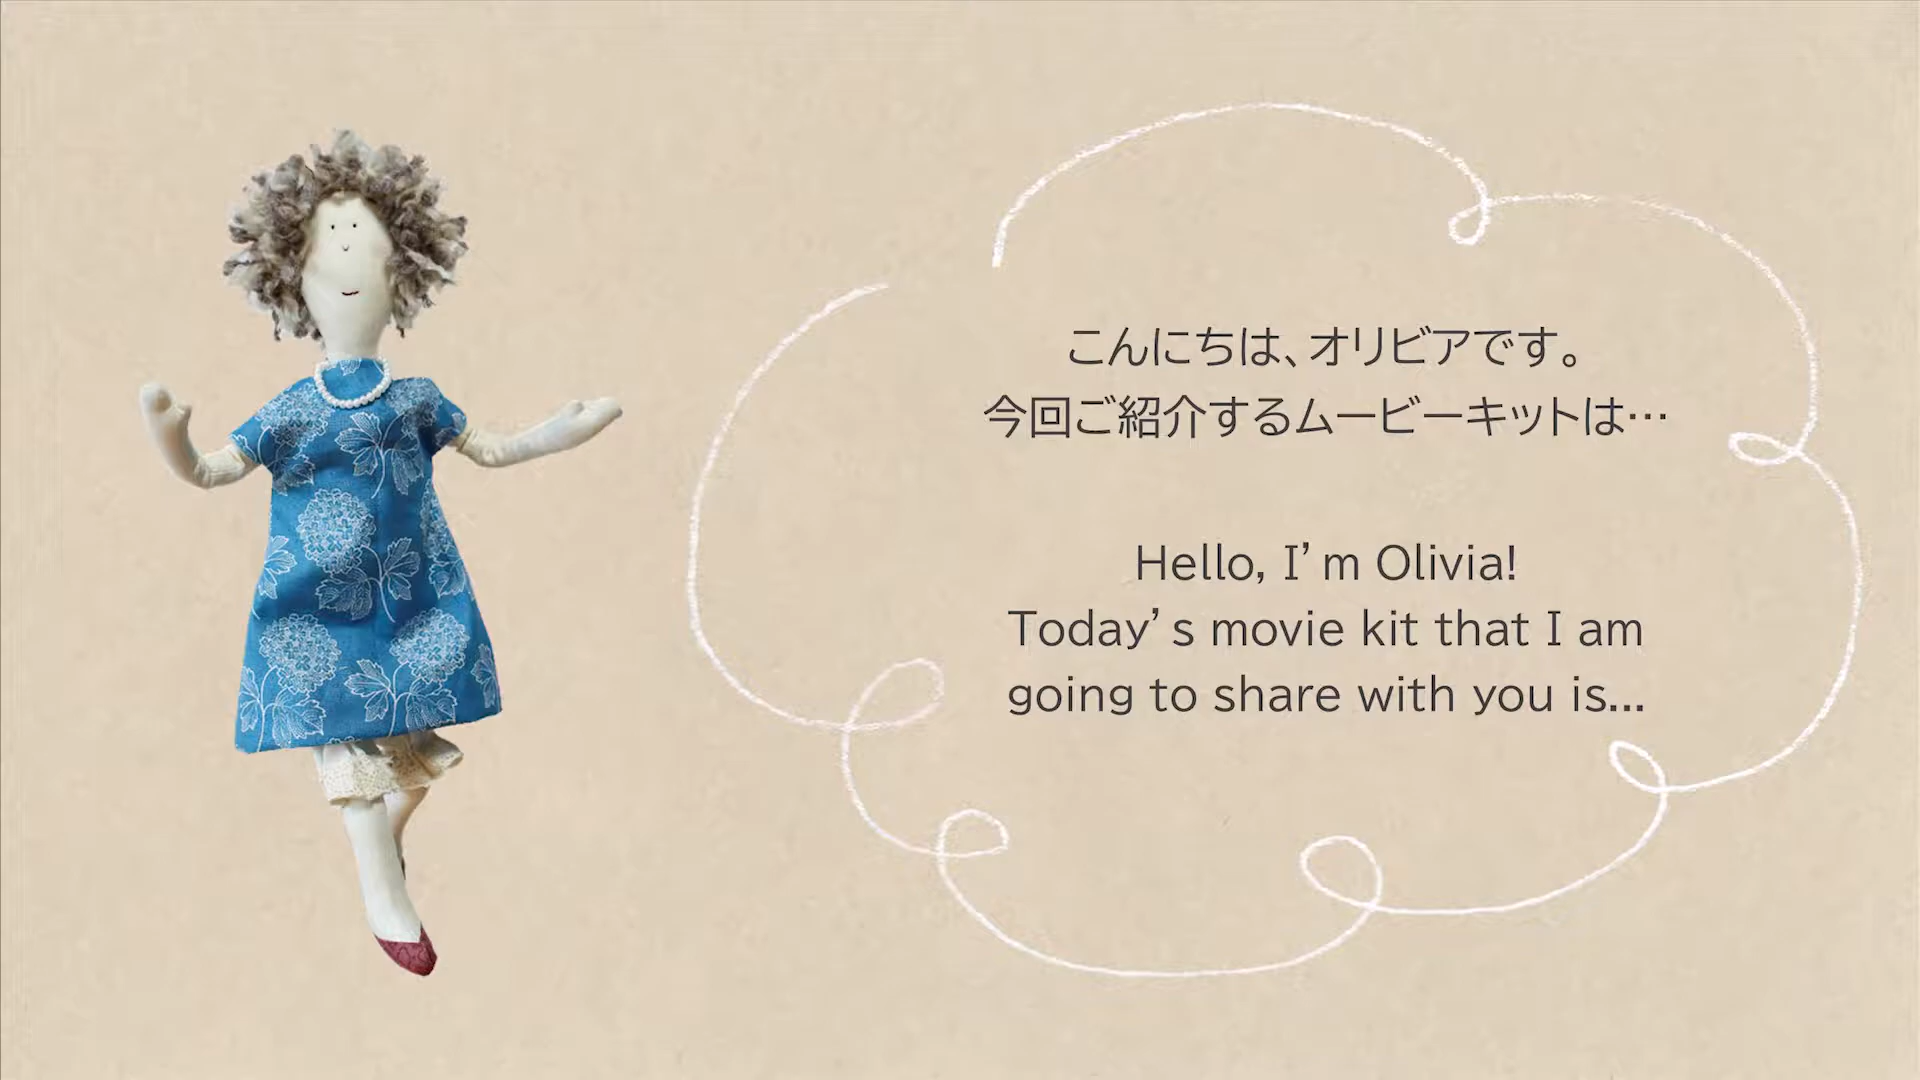 こんにちは、オリビアです。
今回ご紹介するムービーキットは…
Hello, I’m Olivia!
Today’s movie kit that I am
going to share with you is...